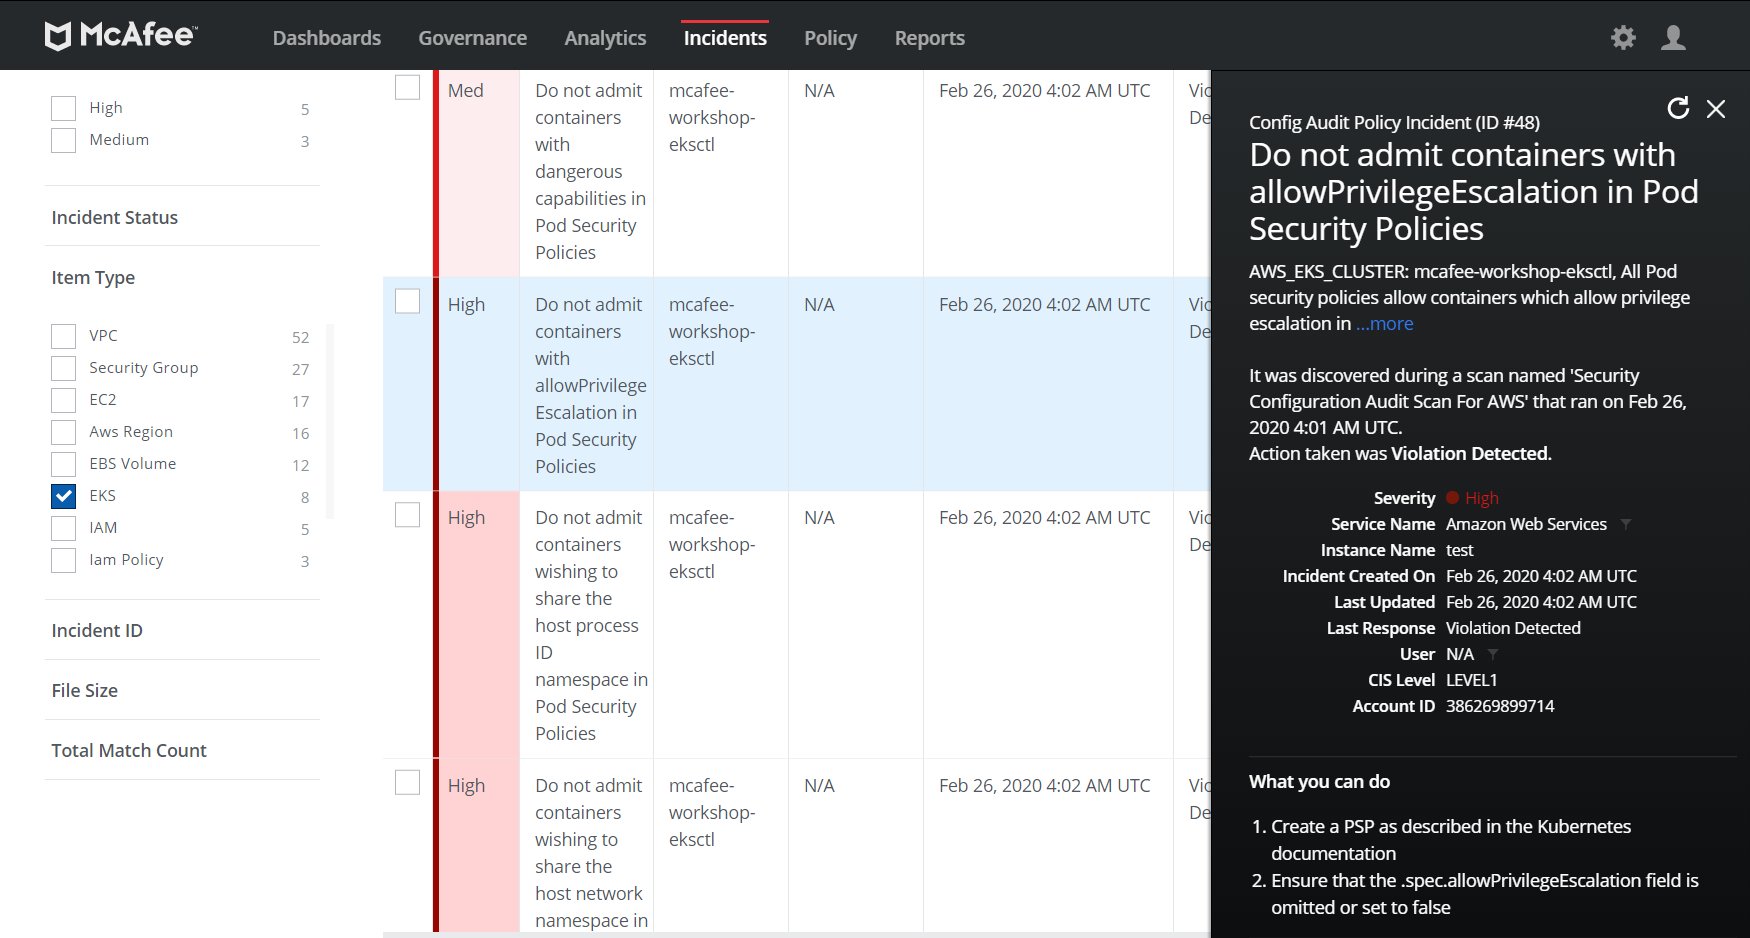 McAfee™
Dashboards
Governance
Analytics
Incidents
Policy
Reports
High 5
Medium 3
Incident Status
Item Type
VPC 52
Security Group 27
EC2 17
Aws Region 16
EBS Volume 12
EKS 8
IAM 5
Iam Policy 3
Incident ID
File Size
Total Match Count
Med
Do not admit
containers
with
dangerous
capabilities in
Pod Security
Policies
mcafee-
workshop-
eksctl
N/A
Feb 26, 2020 4:02 AM UTC
Vic
De
High
Do not admit
containers
with
allowPrivilege
Escalation in
Pod Security
Policies
mcafee-
workshop-
eksctl
N/A
Feb 26, 2020 4:02 AM UTC
Vic
De
High
Do not admit
containers
wishing to
share the
host process
ID
namespace in
Pod Security
Policies
mcafee-
workshop-
eksctl
N/A
Feb 26, 2020 4:02 AM UTC
Vic
De
High
Do not admit
containers
wishing to
share the
host network
namespace in
mcafee-
workshop-
eksctl
N/A
Feb 26, 2020 4:02 AM UTC
Vic
De
Config Audit Policy Incident (ID #48)
Do not admit containers with
allowPrivilegeEscalation in Pod
Security Policies
AWS_EKS_CLUSTER: mcafee-workshop-eksctl, All Pod
security policies allow containers which allow privilege
escalation in ...more
It was discovered during a scan named 'Security
Configuration Audit Scan For AWS' that ran on Feb 26,
2020 4:01 AM UTC.
Action taken was Violation Detected.
Severity High
Service Name Amazon Web Services
Instance Name test
Incident Created On Feb 26, 2020 4:02 AM UTC
Last Updated Feb 26, 2020 4:02 AM UTC
Last Response Violation Detected
User N/A
CIS Level LEVEL1
Account ID 386269899714
What you can do
1. Create a PSP as described in the Kubernetes
documentation
2. Ensure that the .spec.allowPrivilegeEscalation field is
omitted or set to false